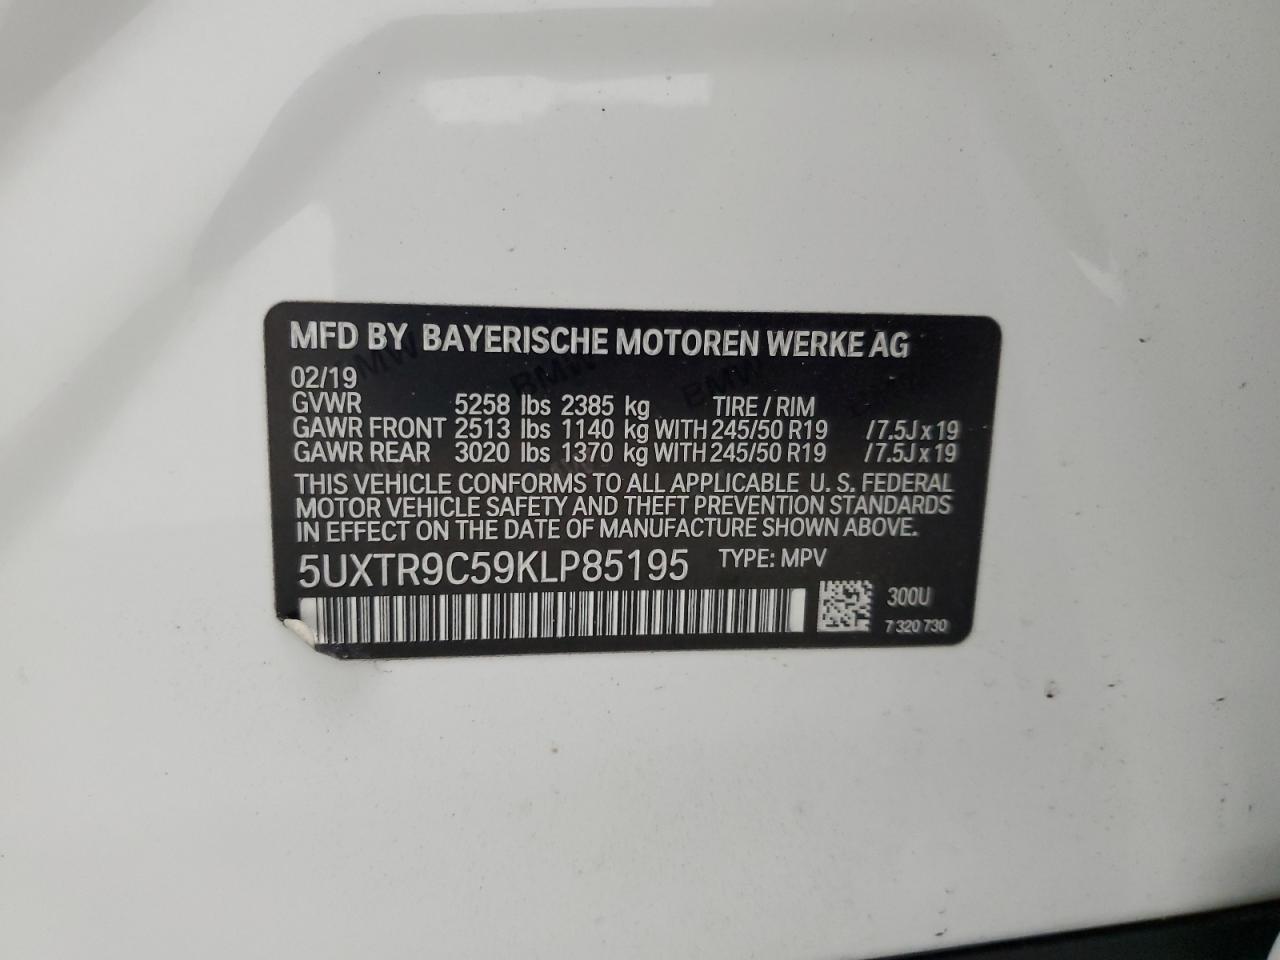 MFD BY BAYERISCHE MOTOREN WERKE AG
02/19
GVWR 5258 lbs 2385 kg TIRE / RIM
GAWR FRONT 2513 lbs 1140 kg WITH 245/50 R19 / 7.5J x 19
GAWR REAR 3020 lbs 1370 kg WITH 245/50 R19 / 7.5J x 19
THIS VEHICLE CONFORMS TO ALL APPLICABLE U. S. FEDERAL
MOTOR VEHICLE SAFETY AND THEFT PREVENTION STANDARDS
IN EFFECT ON THE DATE OF MANUFACTURE SHOWN ABOVE.
5UXTR9C59KLP85195 TYPE: MPV
300U
7 320 730
BMW BMW BMW